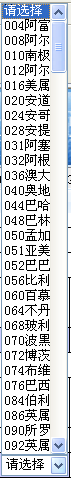 请选择
004阿富
008阿尔
010南极
012阿尔
016美属
020安道
024安哥
028安提
031阿塞
032阿根
036澳大
040奥地
044巴哈
048巴林
050孟加
051亚美
052巴巴
056比利
060百慕
064不丹
068玻利
070波黑
072博茨
074布维
076巴西
084伯利
086英属
090所罗
092英属
请选择